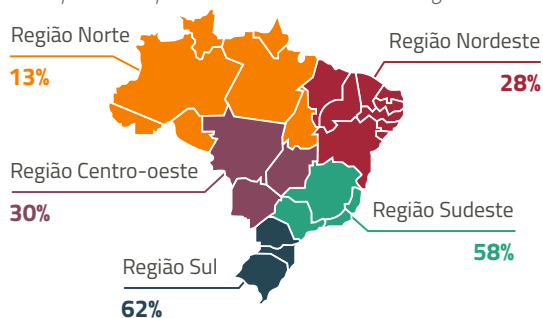 Região Norte
13%
Região Nordeste
28%
Região Centro-oeste
30%
Região Sudeste
58%
Região Sul
62%